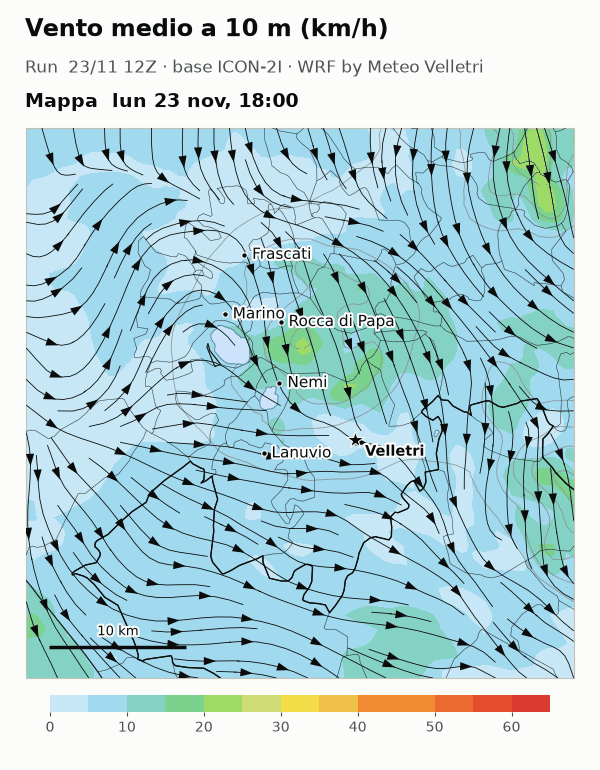 Vento medio a 10 m (km/h)
Run  23/11 12Z · base ICON-2I · WRF by Meteo Velletri
Mappa  lun 23 nov, 18:00
Frascati
Marino
Rocca di Papa
Nemi
Velletri
Lanuvio
10 km
0 10 20 30 40 50 60